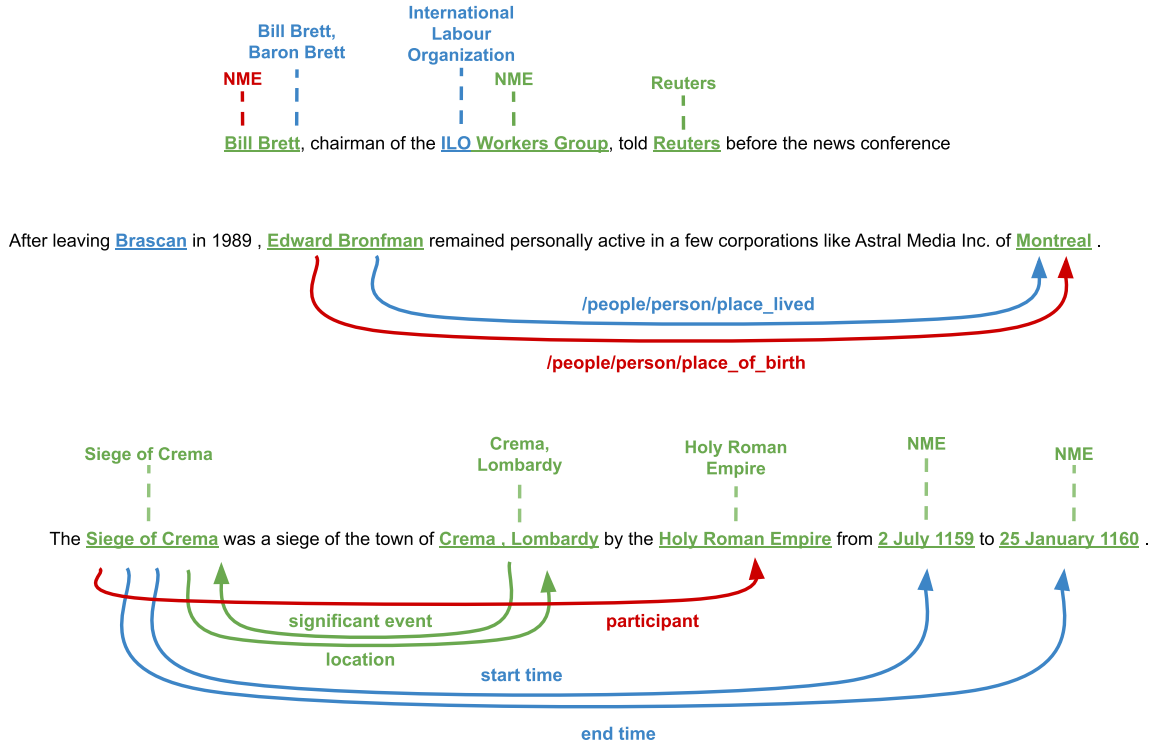 International
Labour
Organization
Bill Brett,
Baron Brett
NME
NME
Reuters
Bill Brett, chairman of the ILO Workers Group, told Reuters before the news conference
After leaving Brascan in 1989 , Edward Bronfman remained personally active in a few corporations like Astral Media Inc. of Montreal .
/people/person/place_lived
/people/person/place_of_birth
Siege of Crema
Crema,
Lombardy
Holy Roman
Empire
NME
NME
The Siege of Crema was a siege of the town of Crema , Lombardy by the Holy Roman Empire from 2 July 1159 to 25 January 1160 .
significant event
participant
location
start time
end time